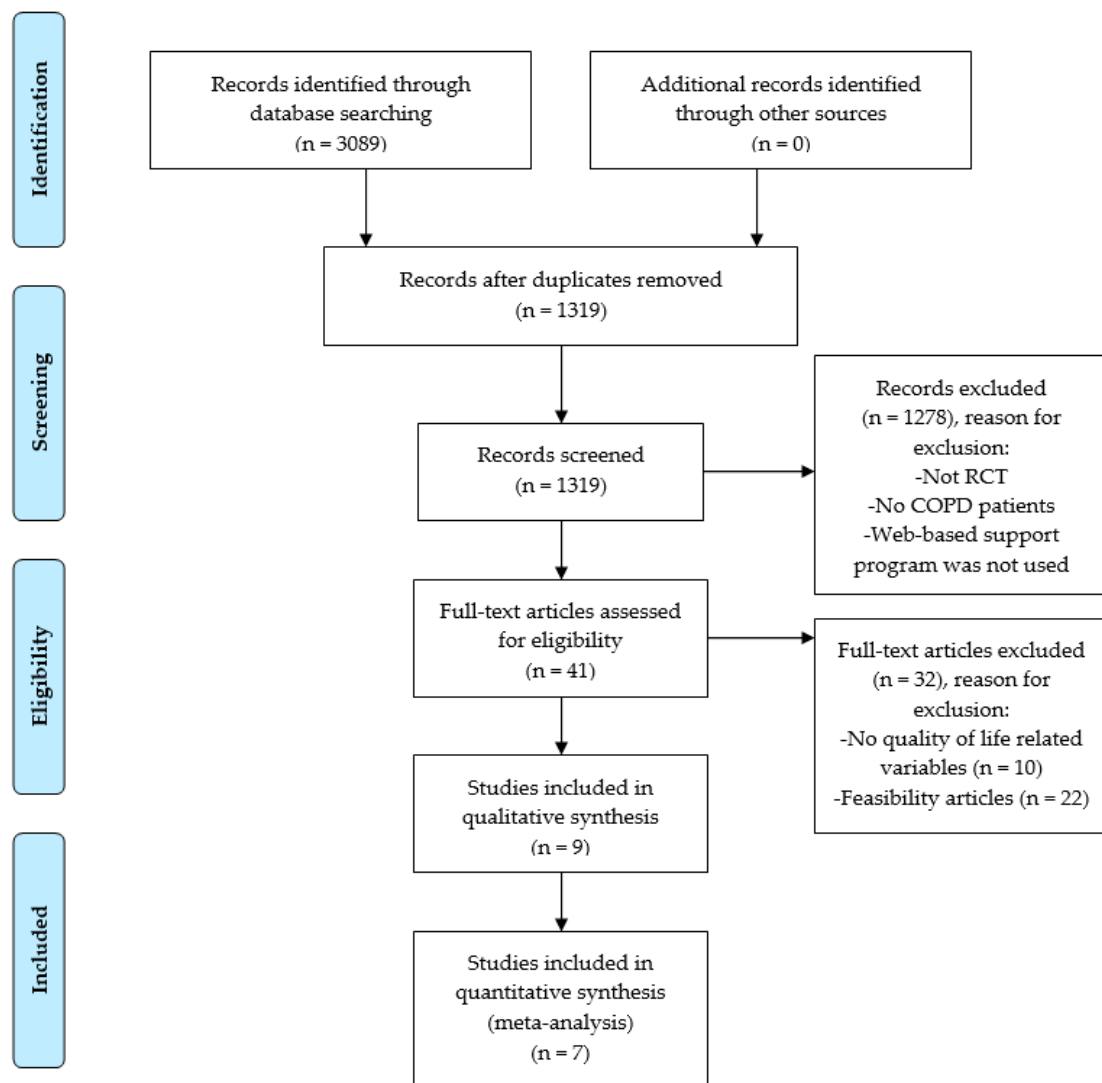 Identification
Records identified through
database searching
(n = 3089)
Additional records identified
through other sources
(n = 0)
Records after duplicates removed
(n = 1319)
Screening
Records screened
(n = 1319)
Records excluded
(n = 1278), reason for
exclusion:
-Not RCT
-No COPD patients
-Web-based support
program was not used
Eligibility
Full-text articles assessed
for eligibility
(n = 41)
Full-text articles excluded
(n = 32), reason for
exclusion:
-No quality of life related
variables (n = 10)
-Feasibility articles (n = 22)
Studies included in
qualitative synthesis
(n = 9)
Included
Studies included in
quantitative synthesis
(meta-analysis)
(n = 7)